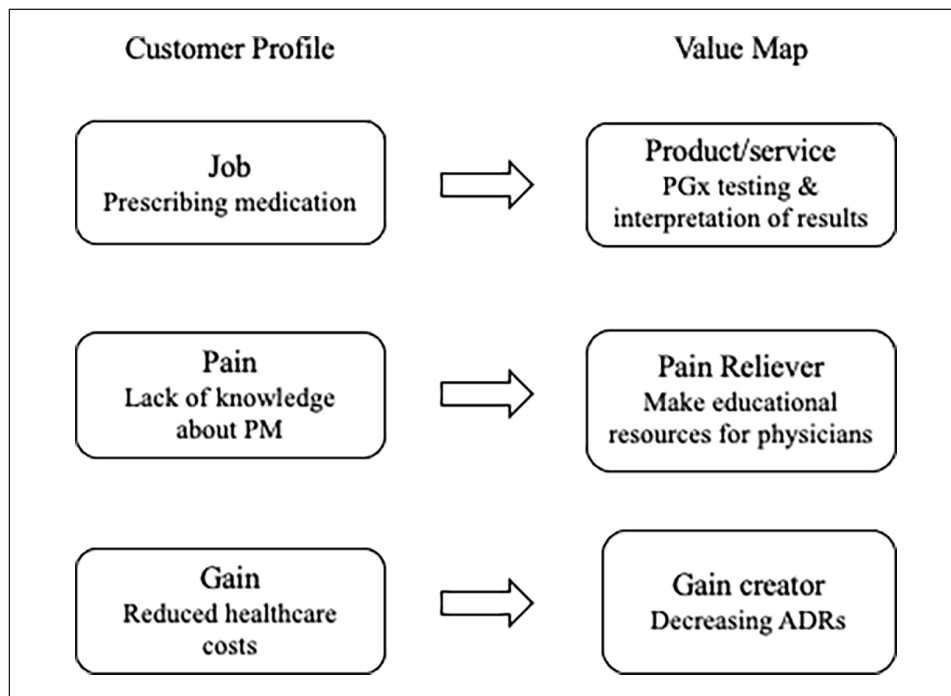 Customer Profile
Value Map
Job
Prescribing medication
Product/service
PGx testing &
interpretation of results
Pain
Lack of knowledge
about PM
Pain Reliever
Make educational
resources for physicians
Gain
Reduced healthcare
costs
Gain creator
Decreasing ADRs